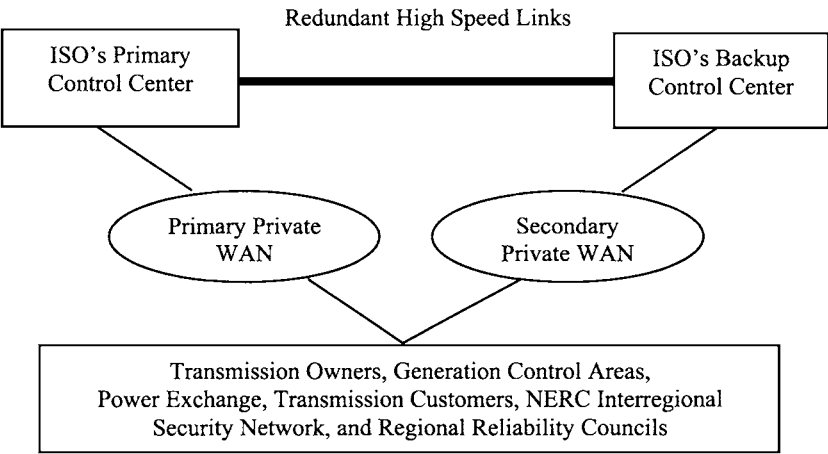 Redundant High Speed Links
ISO's Primary
Control Center
ISO's Backup
Control Center
Primary Private
WAN
Secondary
Private WAN
Transmission Owners, Generation Control Areas,
Power Exchange, Transmission Customers, NERC Interregional
Security Network, and Regional Reliability Councils